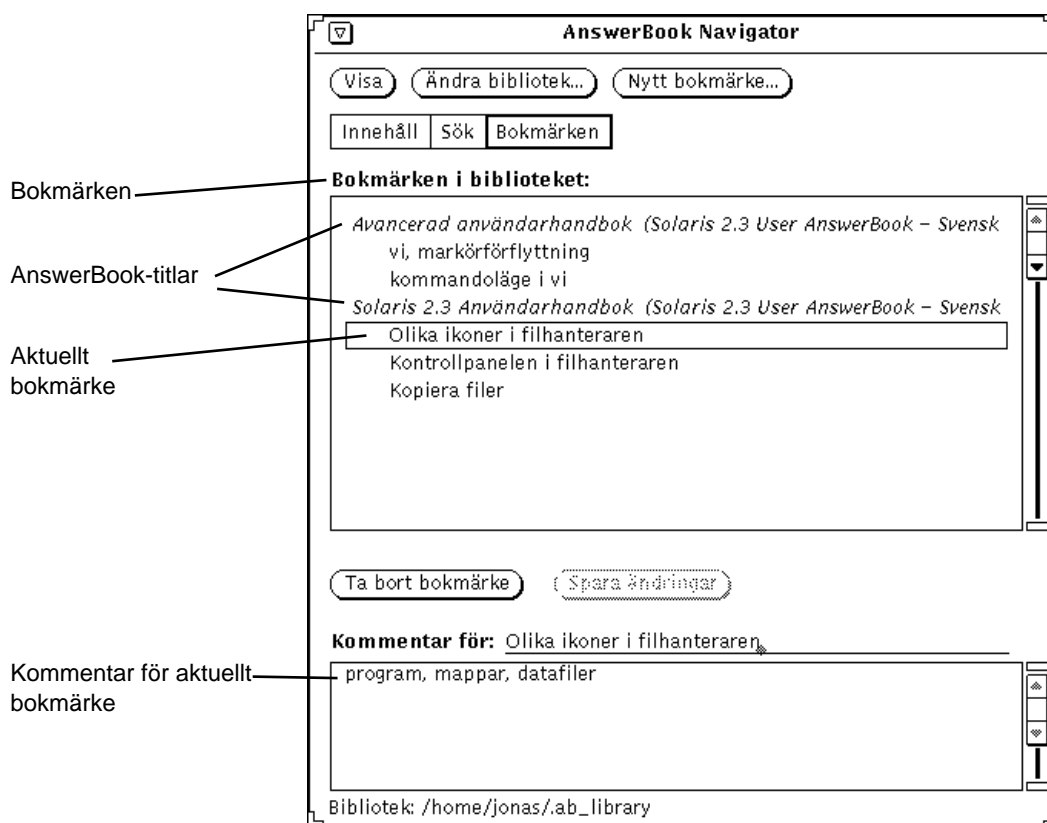 AnswerBook Navigator
Visa Ändra bibliotek... Nytt bokmärke...
Innehåll Sök Bokmärken
Bokmärken
Bokmärken i biblioteket:
Avancerad användarhandbok (Solaris 2.3 User AnswerBook – Svensk
vi, markörförflyttning
AnswerBook-titlar
kommandoläge i vi
Solaris 2.3 Användarhandbok (Solaris 2.3 User AnswerBook – Svensk
Olika ikoner i filhanteraren
Aktuellt
bokmärke
Kontrollpanelen i filhanteraren
Kopiera filer
Ta bort bokmärke Spara ändringar
Kommentar för: Olika ikoner i filhanteraren
Kommentar för aktuellt
bokmärke
program, mappar, datafiler
Bibliotek: /home/jonas/.ab_library